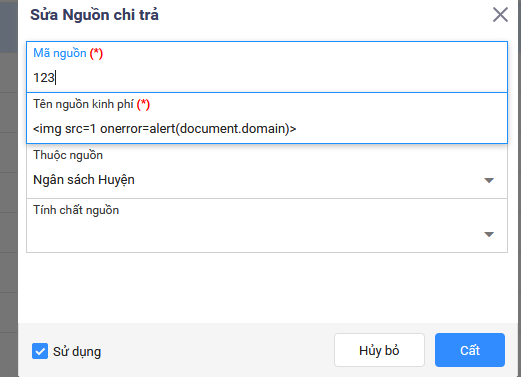 Sửa Nguồn chi trả
Mã nguồn (*)
123
Tên nguồn kinh phí (*)
<img src=1 onerror=alert(document.domain)>
Thuộc nguồn
Ngân sách Huyện
Tính chất nguồn
Sử dụng
Hủy bỏ
Cất